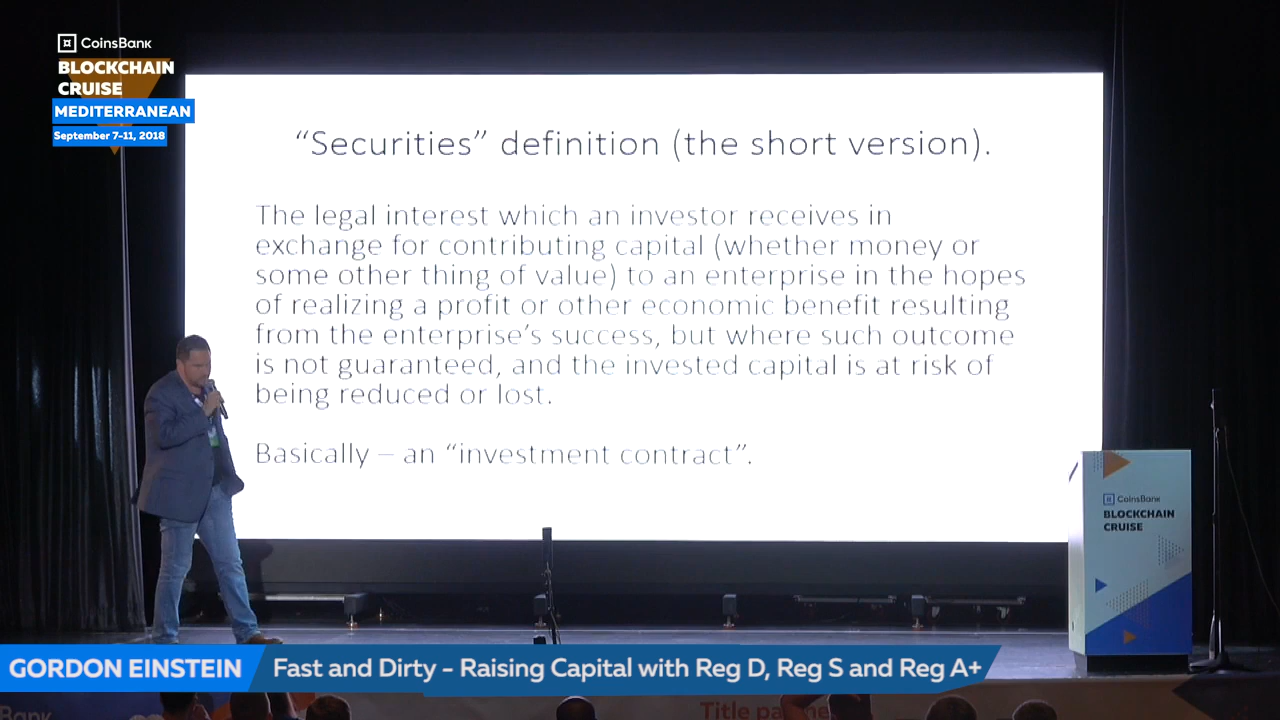 CoinsBank
BLOCKCHAIN
CRUISE
MEDITERRANEAN
September 7-11, 2018
“Securities” definition (the short version).
The legal interest which an investor receives in
exchange for contributing capital (whether money or
some other thing of value) to an enterprise in the hopes
of realizing a profit or other economic benefit resulting
from the enterprise’s success, but where such outcome
is not guaranteed, and the invested capital is at risk of
being reduced or lost.
Basically – an “investment contract”.
CoinsBank
BLOCKCHAIN
CRUISE
GORDON EINSTEIN
Fast and Dirty - Raising Capital with Reg D, Reg S and Reg A+
Title